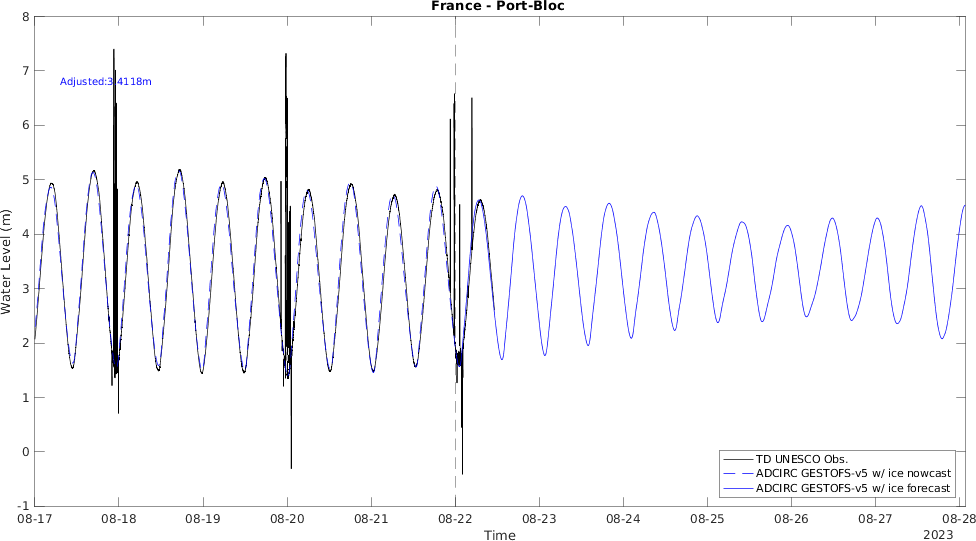 France - Port-Bloc
8
7
6
5
4
3
2
1
0
-1
Water Level (m)
Adjusted:3.4118m
TD UNESCO Obs.
ADCIRC GESTOFS-v5 w/ ice nowcast
ADCIRC GESTOFS-v5 w/ ice forecast
08-17 08-18 08-19 08-20 08-21 08-22 08-23 08-24 08-25 08-26 08-27 08-28
Time
2023